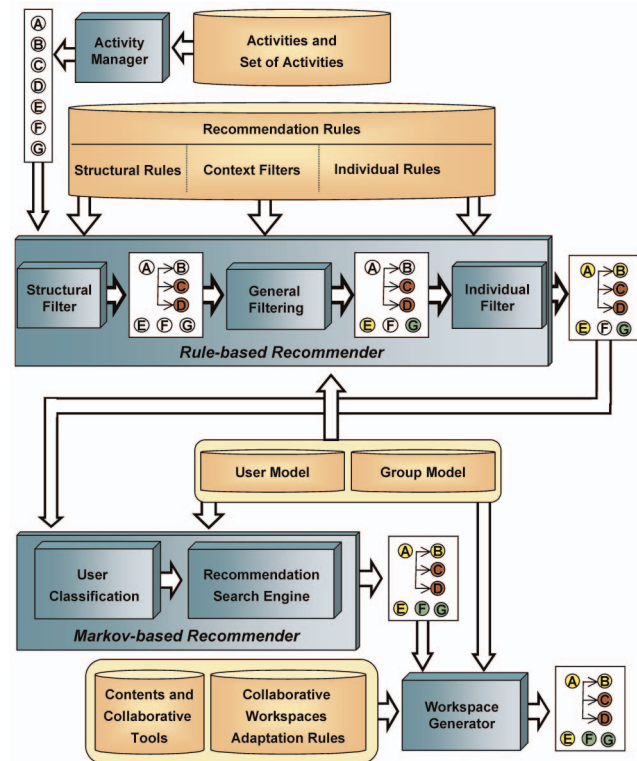 A
B
C
D
E
F
G
Activity
Manager
Activities and
Set of Activities
Recommendation Rules
Structural Rules
Context Filters
Individual Rules
Structural
Filter
A B
C
D
E F G
General
Filtering
A B
C
D
E F G
Individual
Filter
A B
C
D
E F G
Rule-based Recommender
User Model
Group Model
User
Classification
Recommendation
Search Engine
A B
C
D
E F G
Markov-based Recommender
Contents and
Collaborative
Tools
Collaborative
Workspaces
Adaptation Rules
Workspace
Generator
A B
C
D
E F G